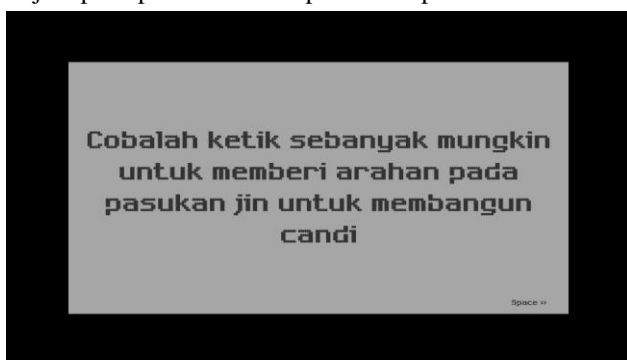 Cobalah ketik sebanyak mungkin
untuk memberi arahan pada
pasukan jin untuk membangun
candi
Space »